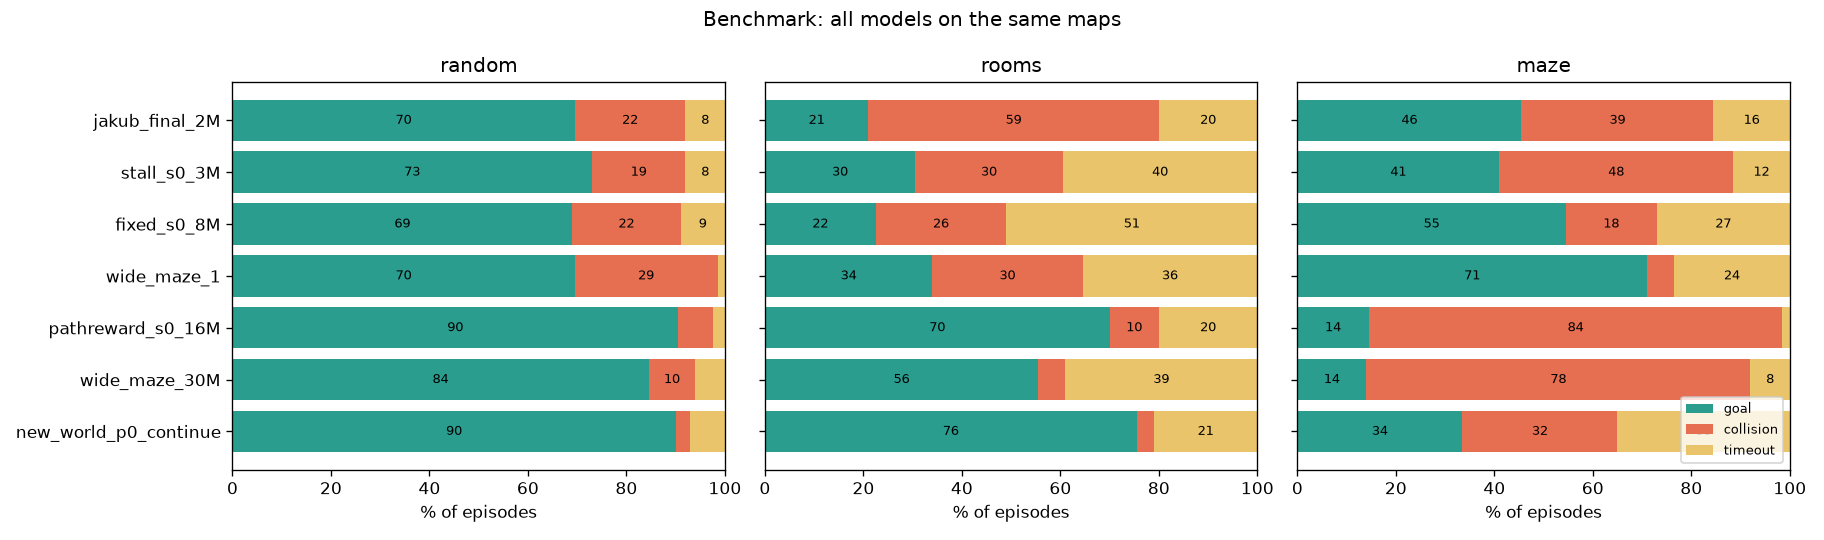 Benchmark: all models on the same maps
random
rooms
maze
jakub_final_2M
70 22 8
21 59 20
46 39 16
stall_s0_3M
73 19 8
30 30 40
41 48 12
fixed_s0_8M
69 22 9
22 26 51
55 18 27
wide_maze_1
70 29
34 30 36
71 24
pathreward_s0_16M
90
70 10 20
14 84
wide_maze_30M
84 10
56 39
14 78 8
new_world_p0_continue
90
76 21
34 32
goal
collision
timeout
0 20 40 60 80 100
0 20 40 60 80 100
0 20 40 60 80 100
% of episodes
% of episodes
% of episodes